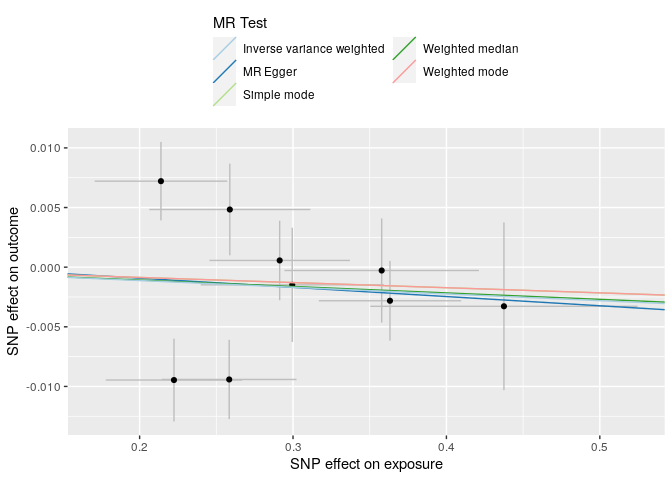 MR Test
Inverse variance weighted
Weighted median
MR Egger
Weighted mode
Simple mode
0.010
0.005
0.000
-0.005
-0.010
SNP effect on outcome
0.2
0.3
0.4
0.5
SNP effect on exposure